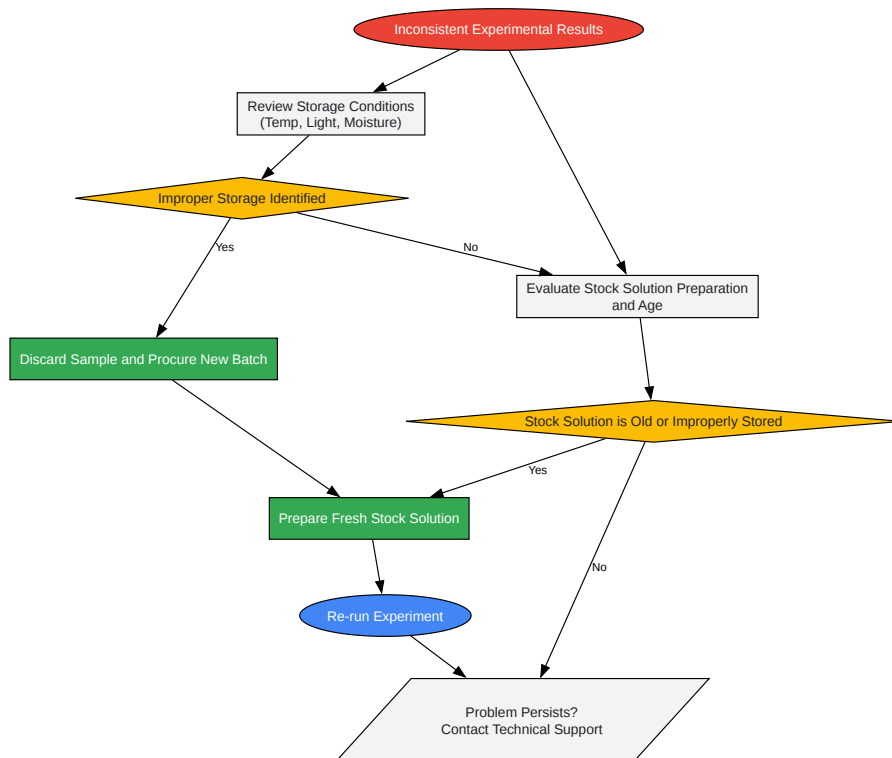 Inconsistent Experimental Results
Review Storage Conditions
(Temp, Light, Moisture)
Improper Storage Identified
Yes
No
Evaluate Stock Solution Preparation
and Age
Discard Sample and Procure New Batch
Stock Solution is Old or Improperly Stored
Yes
Prepare Fresh Stock Solution
No
Re-run Experiment
Problem Persists?
Contact Technical Support